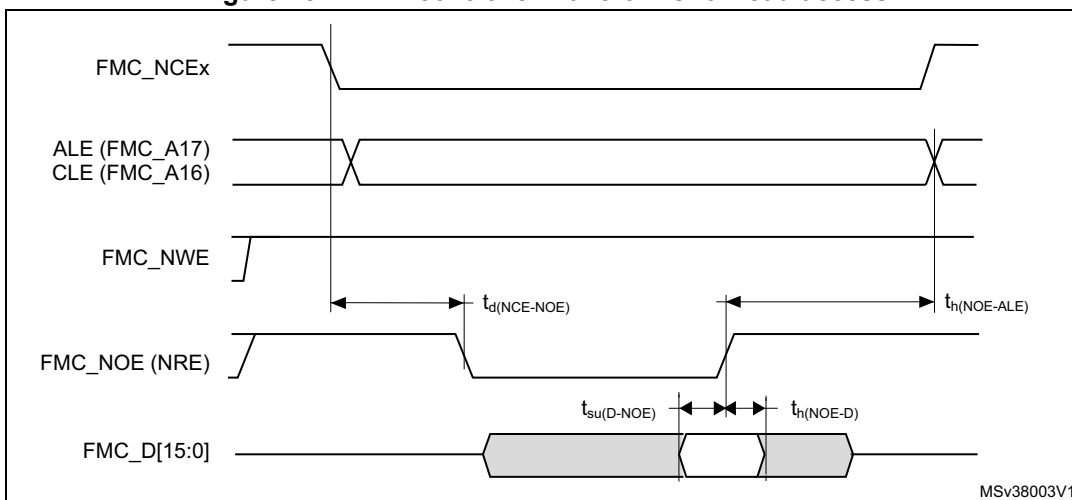 FMC_NCEx
ALE (FMC_A17)
CLE (FMC_A16)
FMC_NWE
td(NCE-NOE)
th(NOE-ALE)
FMC_NOE (NRE)
tsu(D-NOE)
th(NOE-D)
FMC_D[15:0]
MSv38003V1